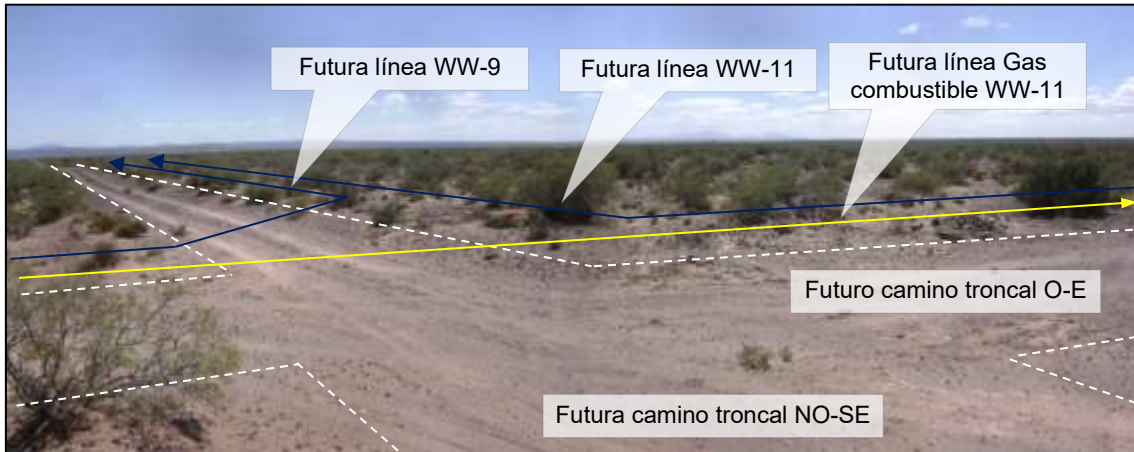 Futura línea WW-9
Futura línea WW-11
Futura línea Gas
combustible WW-11
Futuro camino troncal O-E
Futura camino troncal NO-SE